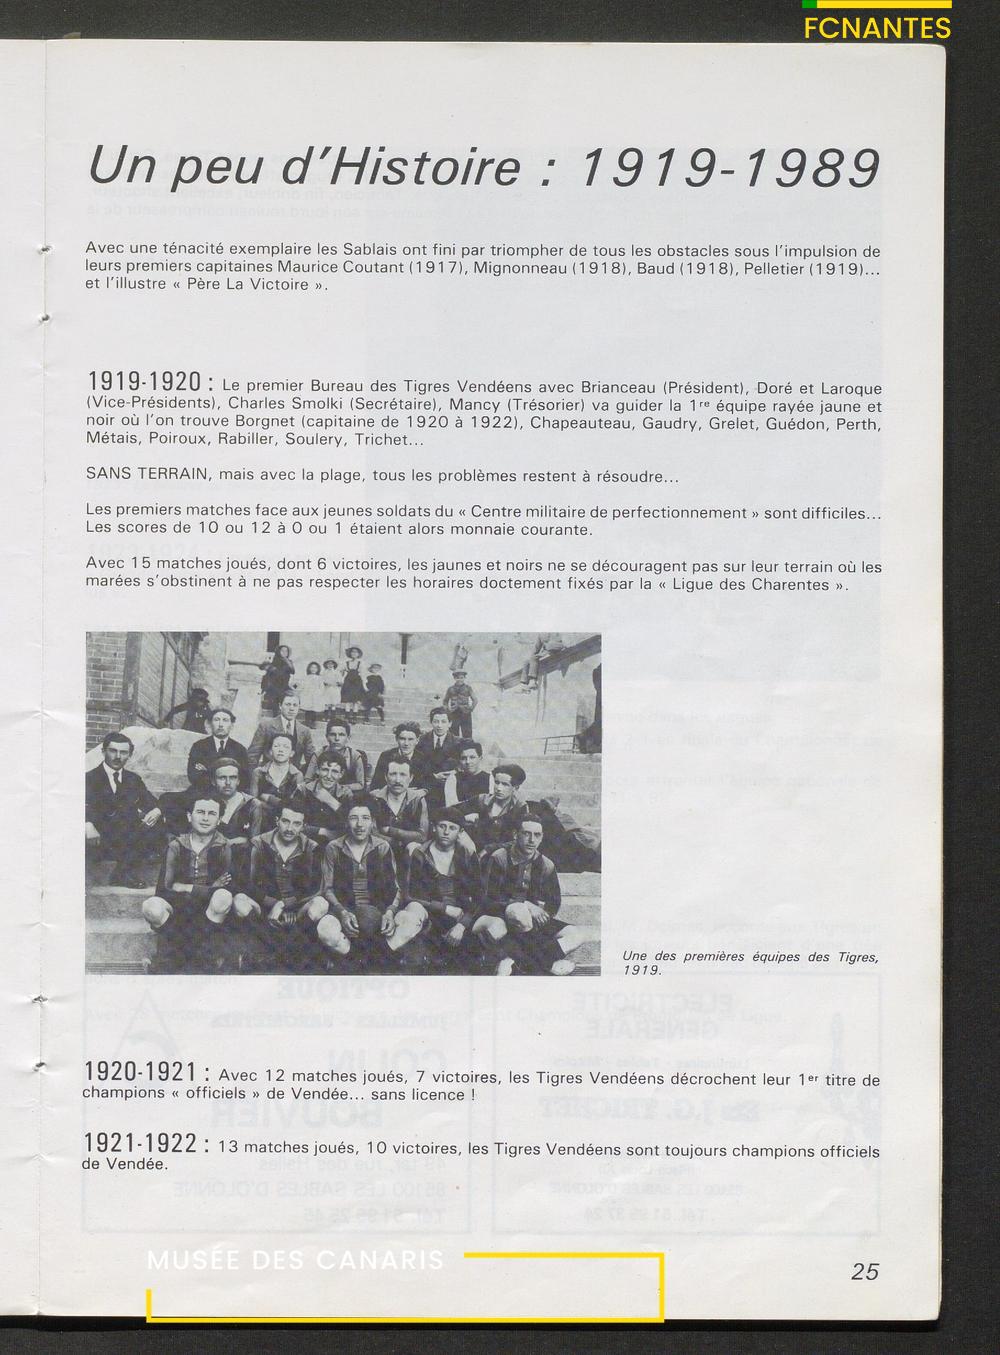 FCNANTES
Un peu d'Histoire : 1919-1989
Avec une ténacité exemplaire les Sablais ont fini par triompher de tous les obstacles sous l'impulsion de
leurs premiers capitaines Maurice Coutant (1917), Mignonneau (1918), Baud (1918), Pelletier (1919)...
et l'illustre « Père La Victoire ».
1919-1920 : Le premier Bureau des Tigres Vendéens avec Brianceau (Président), Doré et Laroque
(Vice-Présidents), Charles Smolki (Secrétaire), Mancy (Trésorier) va guider la 1re équipe rayée jaune et
noir où l'on trouve Borgnet (capitaine de 1920 à 1922), Chapeauteau, Gaudry, Grelet, Guédon, Perth,
Métais, Poiroux, Rabiller, Soulery, Trichet...
SANS TERRAIN, mais avec la plage, tous les problèmes restent à résoudre...
Les premiers matches face aux jeunes soldats du « Centre militaire de perfectionnement » sont difficiles...
Les scores de 10 ou 12 à 0 ou 1 étaient alors monnaie courante.
Avec 15 matches joués, dont 6 victoires, les jaunes et noirs ne se découragent pas sur leur terrain où les
marées s'obstinent à ne pas respecter les horaires doctement fixés par la « Ligue des Charentes ».
Une des premières équipes des Tigres,
1919.
1920-1921 : Avec 12 matches joués, 7 victoires, les Tigres Vendéens décrochent leur 1er titre de
champions « officiels » de Vendée... sans licence !
1921-1922 : 13 matches joués, 10 victoires, les Tigres Vendéens sont toujours champions officiels
de Vendée.
MUSÉE DES CANARIS
25